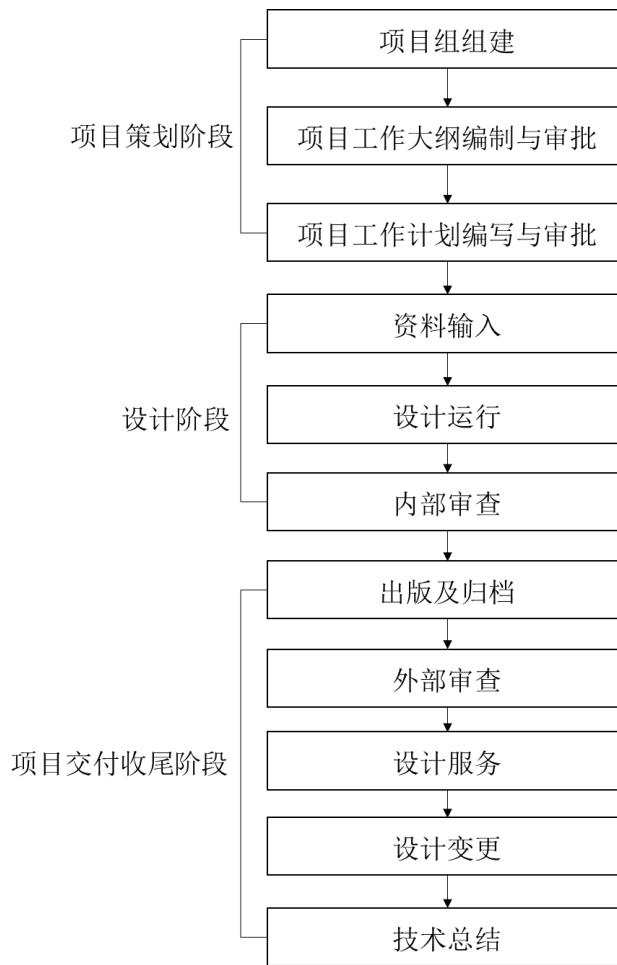 项目组组建
项目策划阶段
项目工作大纲编制与审批
项目工作计划编写与审批
资料输入
设计阶段
设计运行
内部审查
出版及归档
外部审查
项目交付收尾阶段
设计服务
设计变更
技术总结